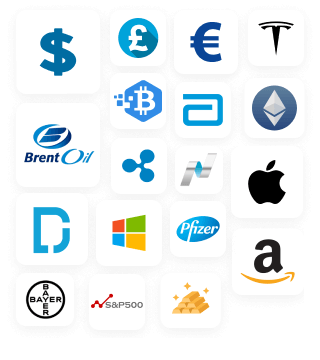 $
£
€
Brent Oil
Pfizer
a
BAYER
BAYER
S&P500